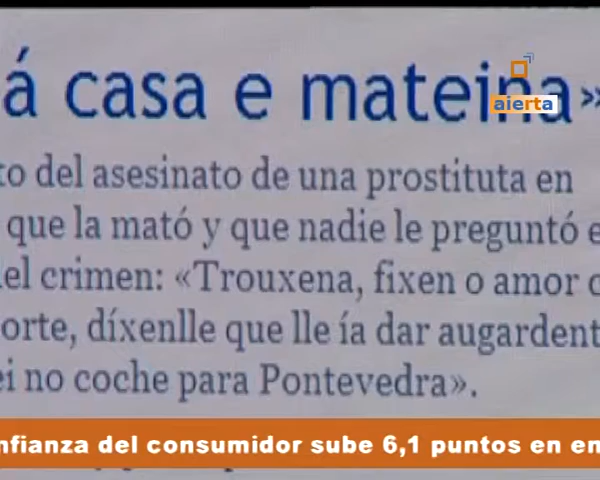 á casa e mateina»
aierta
to del asesinato de una prostituta en
que la mató y que nadie le preguntó
el crimen: «Trouxena, fixen o amor
orte, díxenlle que lle ía dar augardent
ei no coche para Pontevedra».
nfianza del consumidor sube 6,1 puntos en en